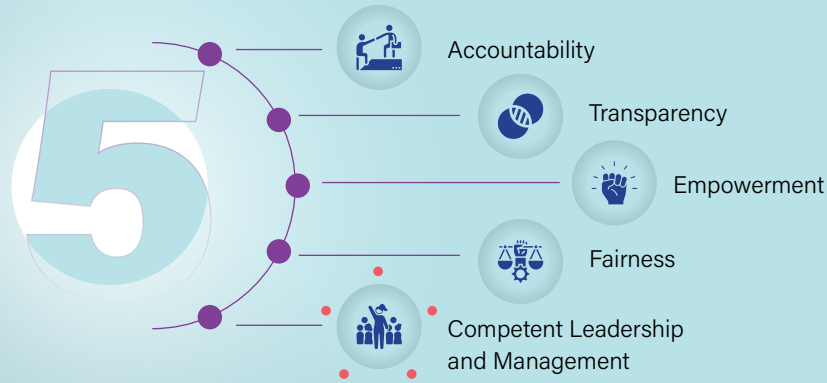 5
Accountability
Transparency
Empowerment
Fairness
Competent Leadership
and Management